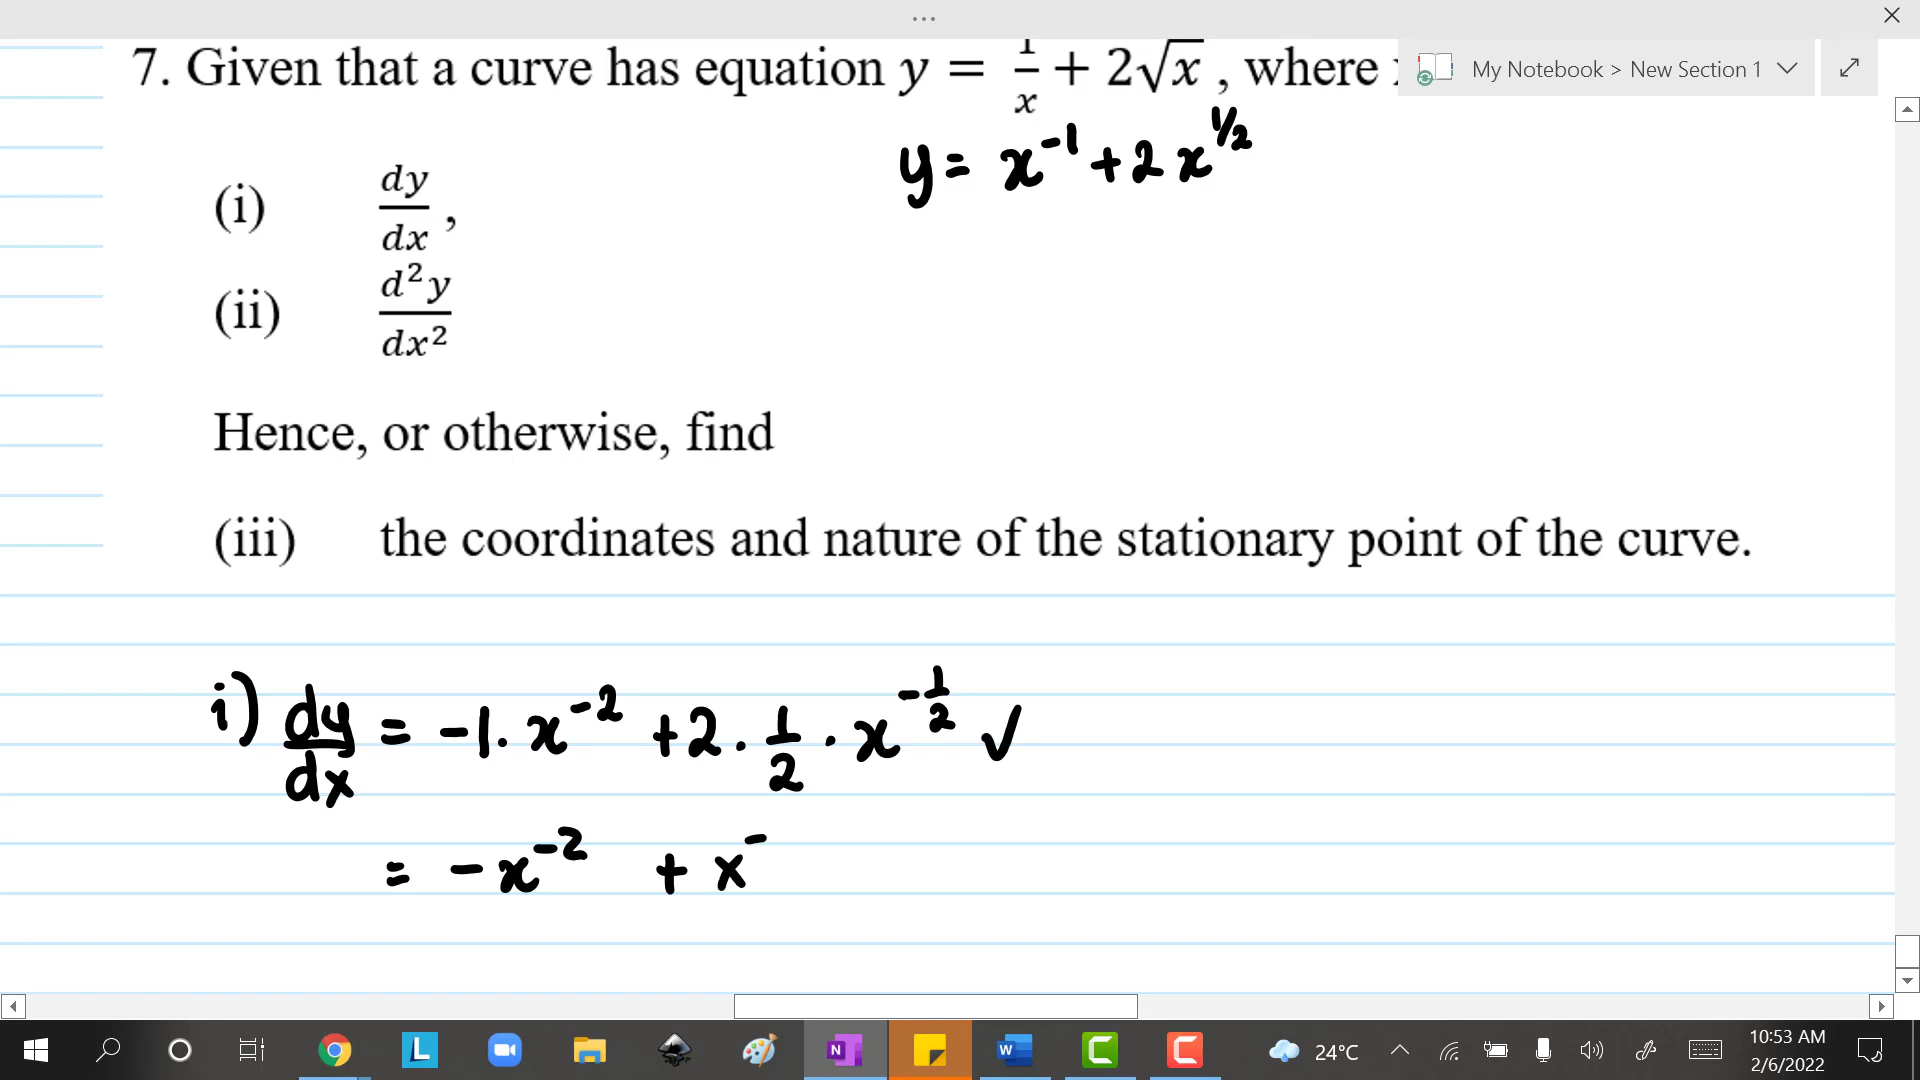 7. Given that a curve has equation y = 1/x + 2√x , where
My Notebook > New Section 1
y = x⁻¹ + 2 x^1/2
(i) dy/dx ,
(ii) d²y/dx²
Hence, or otherwise, find
(iii) the coordinates and nature of the stationary point of the curve.
i) dy/dx = -1 . x⁻² + 2 . 1/2 . x^-1/2 ✓
= - x⁻² + x⁻
24°C
10:53 AM
2/6/2022